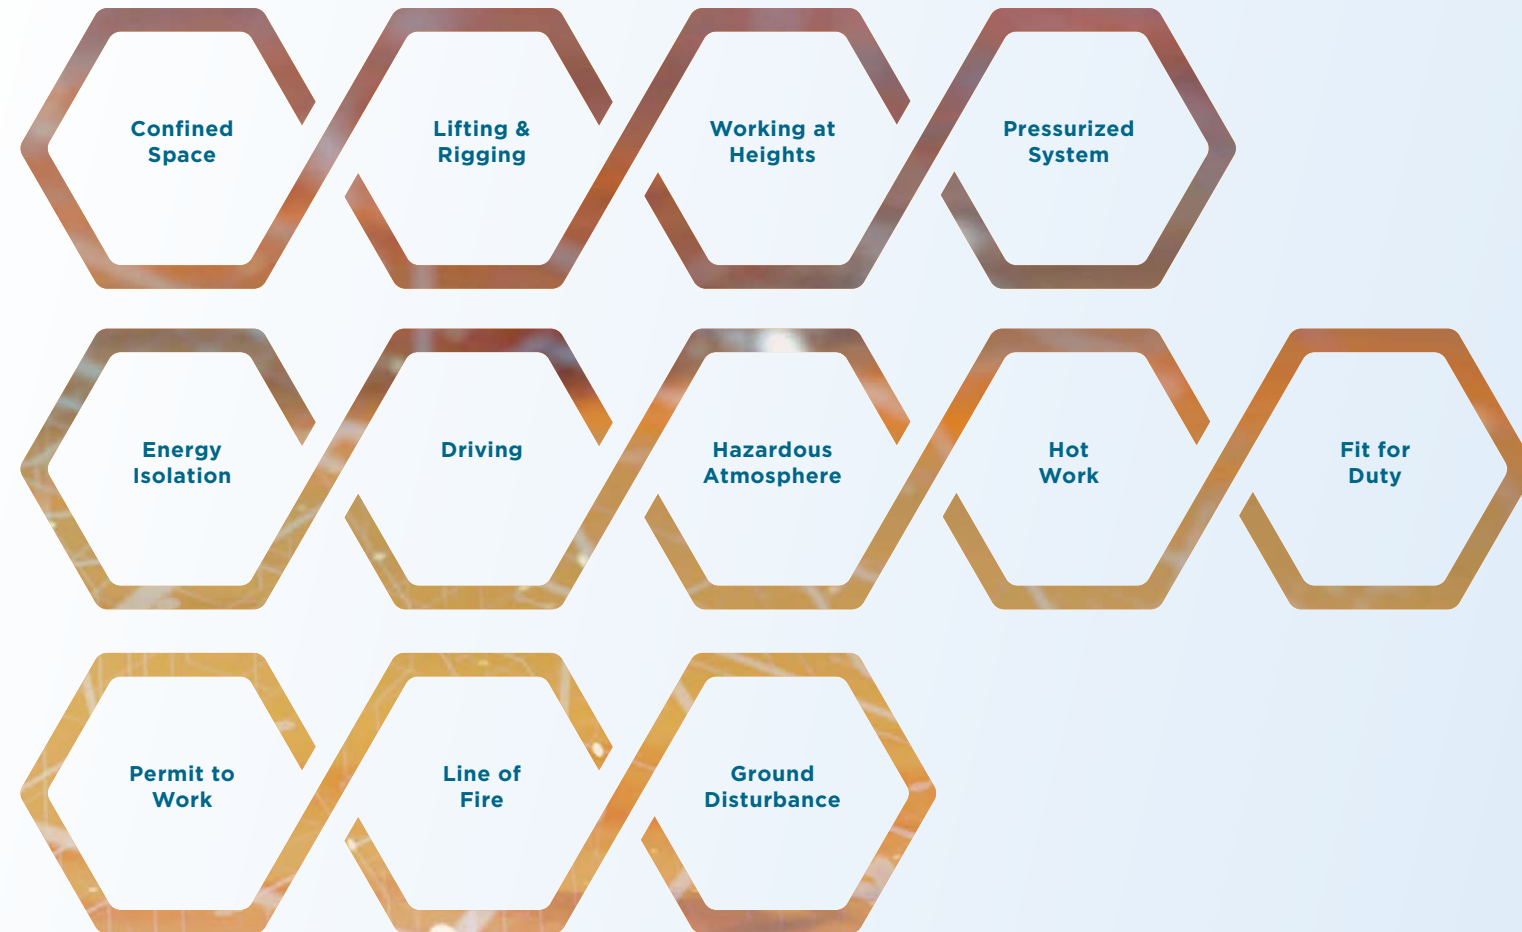 Confined
Space
Lifting &
Rigging
Working at
Heights
Pressurized
System
Energy
Isolation
Driving
Hazardous
Atmosphere
Hot
Work
Fit for
Duty
Permit to
Work
Line of
Fire
Ground
Disturbance